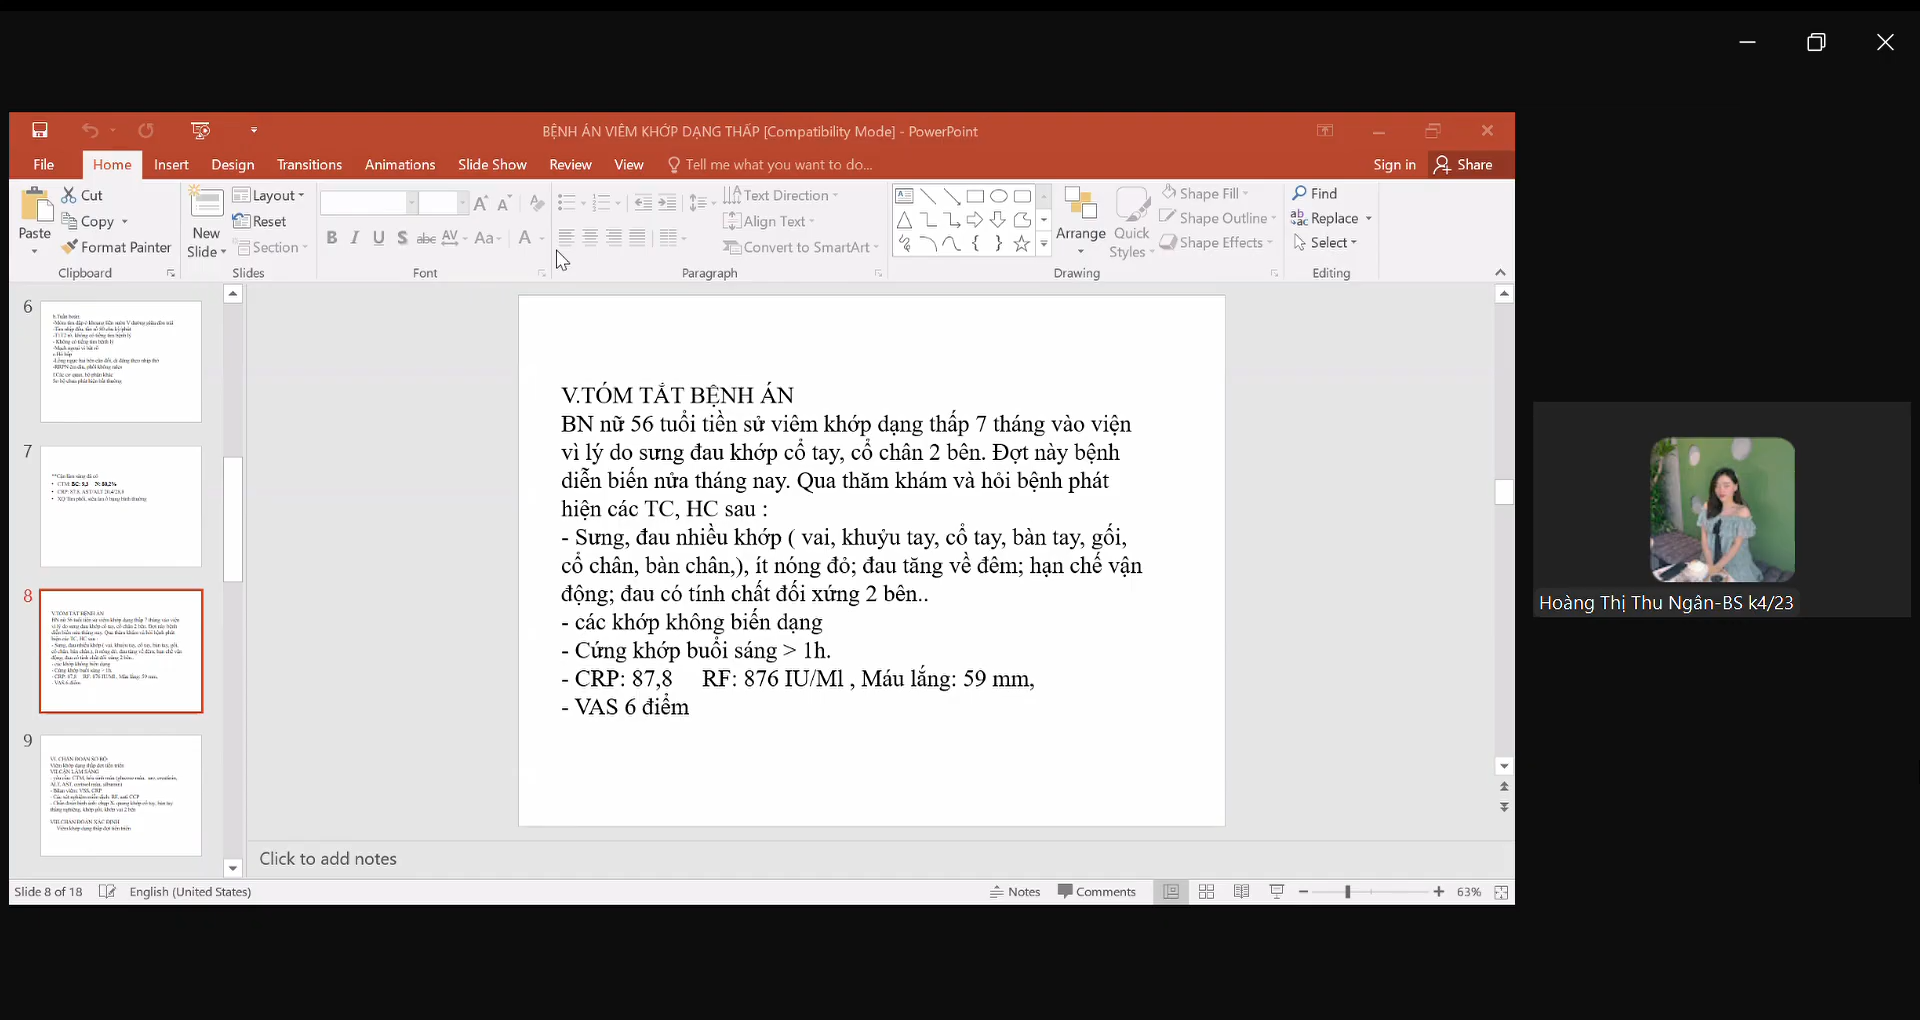 BỆNH ÁN VIÊM KHỚP DẠNG THẤP [Compatibility Mode] - PowerPoint
File Home Insert Design Transitions Animations Slide Show Review View Tell me what you want to do... Sign in Share
Paste
Cut
Copy
Format Painter
Clipboard
New Slide
Layout
Reset
Section
Slides
B I U S abc AV Aa A
Font
Text Direction
Align Text
Convert to SmartArt
Paragraph
Arrange
Quick Styles
Shape Fill
Shape Outline
Shape Effects
Drawing
Find
Replace
Select
Editing
6
7
8
9
V.TÓM TẮT BỆNH ÁN
BN nữ 56 tuổi tiền sử viêm khớp dạng thấp 7 tháng vào viện
vì lý do sưng đau khớp cổ tay, cổ chân 2 bên. Đợt này bệnh
diễn biến nửa tháng nay. Qua thăm khám và hỏi bệnh phát
hiện các TC, HC sau :
- Sưng, đau nhiều khớp ( vai, khuỷu tay, cổ tay, bàn tay, gối,
cổ chân, bàn chân,), ít nóng đỏ; đau tăng về đêm; hạn chế vận
động; đau có tính chất đối xứng 2 bên..
- các khớp không biến dạng
- Cứng khớp buổi sáng > 1h.
- CRP: 87,8 RF: 876 IU/Ml , Máu lắng: 59 mm,
- VAS 6 điểm
Click to add notes
Slide 8 of 18 English (United States) Notes Comments 63%
Hoàng Thị Thu Ngân-BS k4/23